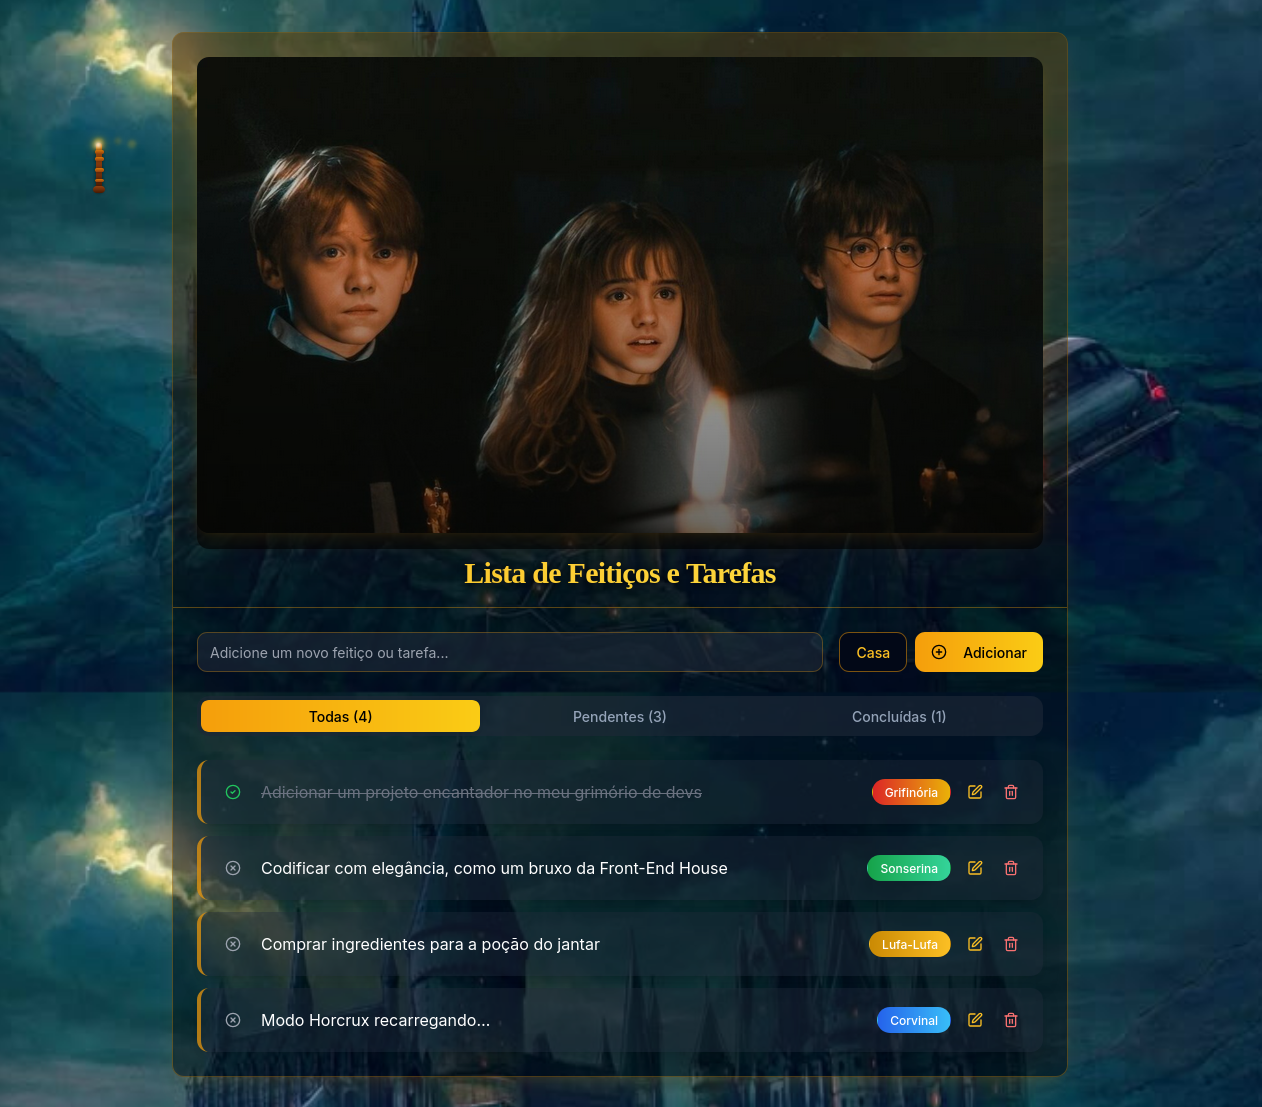 Lista de Feitiços e Tarefas
Adicione um novo feitiço ou tarefa...
Casa
Adicionar
Todas (4)
Pendentes (3)
Concluídas (1)
Adicionar um projeto encantador no meu grimório de devs
Grifinória
Codificar com elegância, como um bruxo da Front-End House
Sonserina
Comprar ingredientes para a poção do jantar
Lufa-Lufa
Modo Horcrux recarregando...
Corvinal